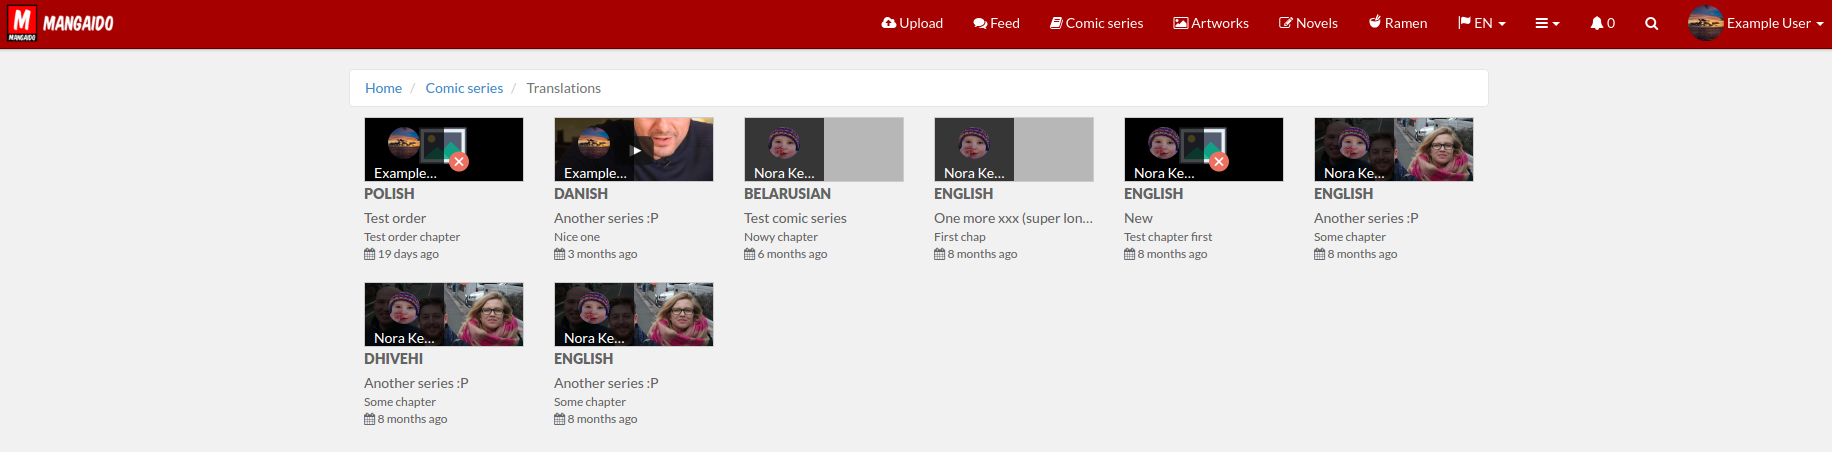 M MANGAIDO MANGAIDO Upload Feed Comic series Artworks Novels Ramen EN 0 Example User
Home / Comic series / Translations
Example...
POLISH
Test order
Test order chapter
19 days ago
Example...
DANISH
Another series :P
Nice one
3 months ago
Nora Ke...
BELARUSIAN
Test comic series
Nowy chapter
6 months ago
Nora Ke...
ENGLISH
One more xxx (super lon...
First chap
8 months ago
Nora Ke...
ENGLISH
New
Test chapter first
8 months ago
Nora Ke...
ENGLISH
Another series :P
Some chapter
8 months ago
Nora Ke...
DHIVEHI
Another series :P
Some chapter
8 months ago
Nora Ke...
ENGLISH
Another series :P
Some chapter
8 months ago